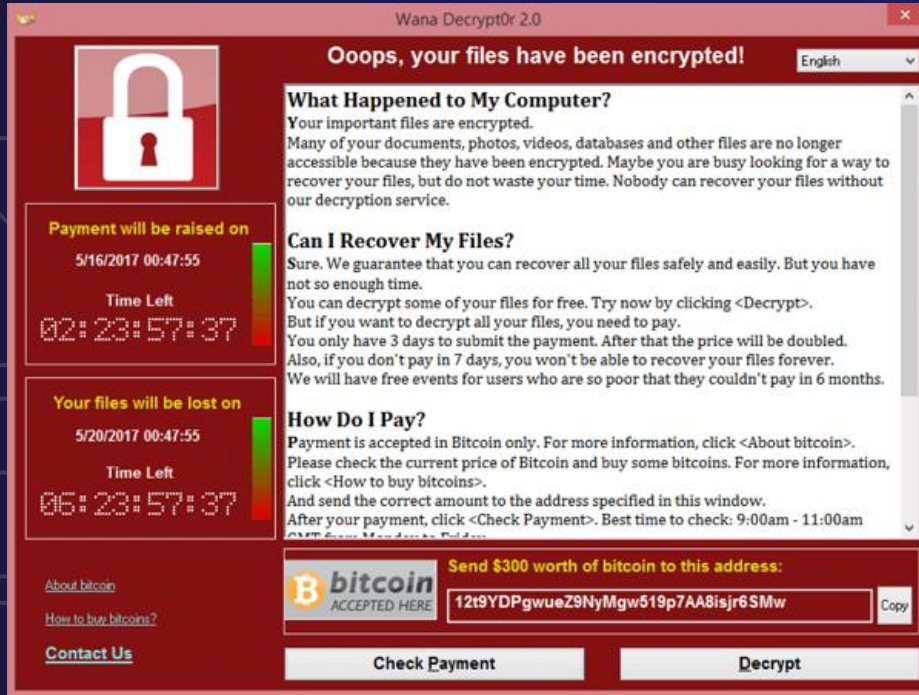 Wana Decrypt0r 2.0
Ooops, your files have been encrypted!
English
What Happened to My Computer?
Your important files are encrypted.
Many of your documents, photos, videos, databases and other files are no longer
accessible because they have been encrypted. Maybe you are busy looking for a way to
recover your files, but do not waste your time. Nobody can recover your files without
our decryption service.
Can I Recover My Files?
Sure. We guarantee that you can recover all your files safely and easily. But you have
not so enough time.
You can decrypt some of your files for free. Try now by clicking <Decrypt>.
But if you want to decrypt all your files, you need to pay.
You only have 3 days to submit the payment. After that the price will be doubled.
Also, if you don't pay in 7 days, you won't be able to recover your files forever.
We will have free events for users who are so poor that they couldn't pay in 6 months.
How Do I Pay?
Payment is accepted in Bitcoin only. For more information, click <About bitcoin>.
Please check the current price of Bitcoin and buy some bitcoins. For more information,
click <How to buy bitcoins>.
And send the correct amount to the address specified in this window.
After your payment, click <Check Payment>. Best time to check: 9:00am - 11:00am
GMT from Monday to Friday
Payment will be raised on
5/16/2017 00:47:55
Time Left
02:23:57:37
Your files will be lost on
5/20/2017 00:47:55
Time Left
06:23:57:37
About bitcoin
How to buy bitcoins?
Contact Us
bitcoin
ACCEPTED HERE
Send $300 worth of bitcoin to this address:
12t9YDPgwueZ9NyMgw519p7AA8isjr6SMw
Copy
Check Payment
Decrypt